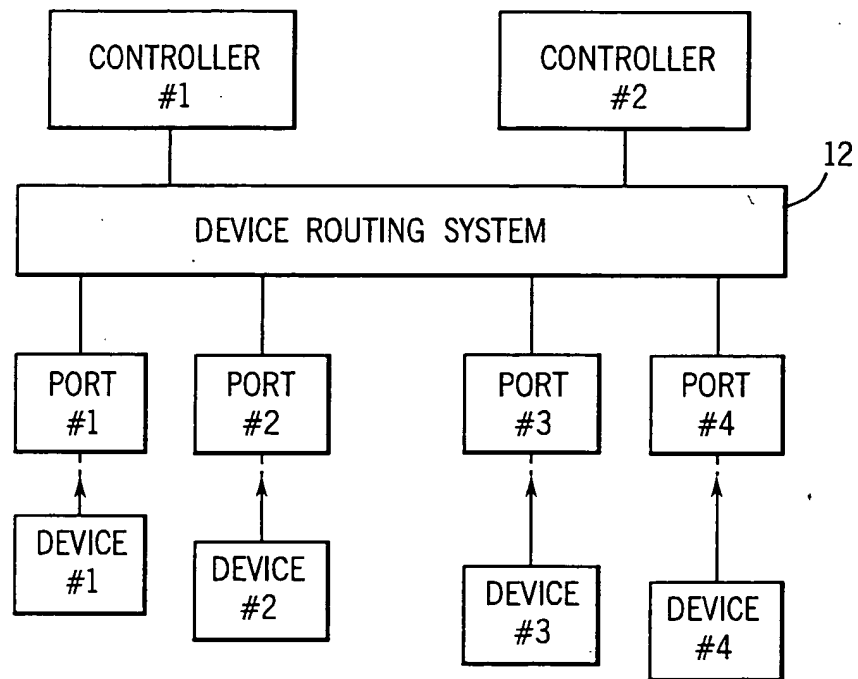 CONTROLLER
#1
CONTROLLER
#2
12
DEVICE ROUTING SYSTEM
PORT
#1
PORT
#2
PORT
#3
PORT
#4
DEVICE
#1
DEVICE
#2
DEVICE
#3
DEVICE
#4